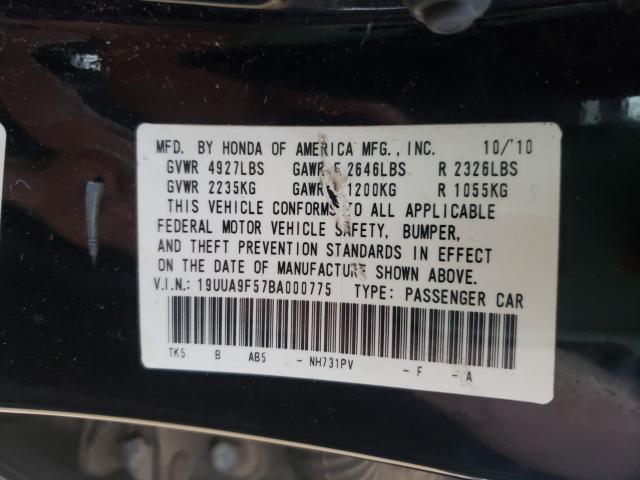 MFD. BY HONDA OF AMERICA MFG., INC. 10/'10
GVWR 4927LBS GAWR F 2646LBS R 2326LBS
GVWR 2235KG GAWR 1200KG R 1055KG
THIS VEHICLE CONFORMS TO ALL APPLICABLE
FEDERAL MOTOR VEHICLE SAFETY, BUMPER,
AND THEFT PREVENTION STANDARDS IN EFFECT
ON THE DATE OF MANUFACTURE SHOWN ABOVE.
V.I.N.: 19UUA9F57BA000775 TYPE: PASSENGER CAR
TK5 B AB5 - NH731PV - F - A